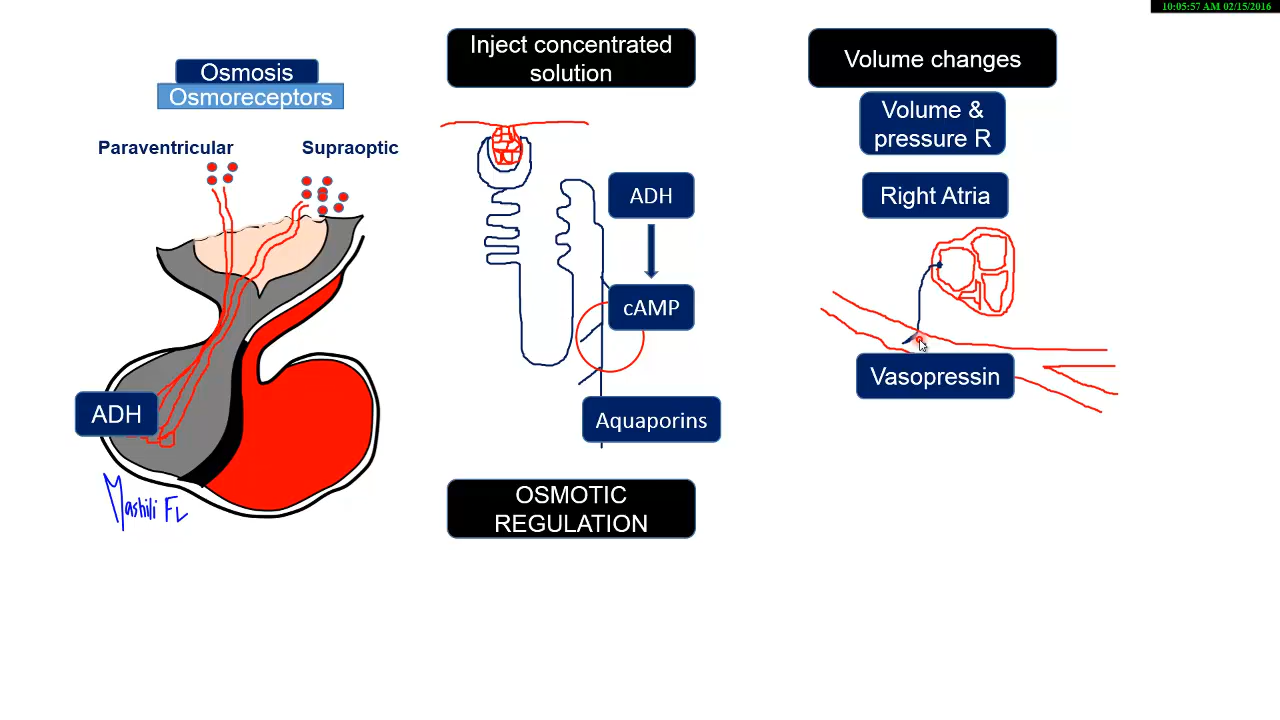 10:05:57 AM 02/15/2016
Osmosis
Osmoreceptors
Paraventricular
Supraoptic
ADH
Mashili FL
Inject concentrated
solution
ADH
cAMP
Aquaporins
OSMOTIC
REGULATION
Volume changes
Volume &
pressure R
Right Atria
Vasopressin